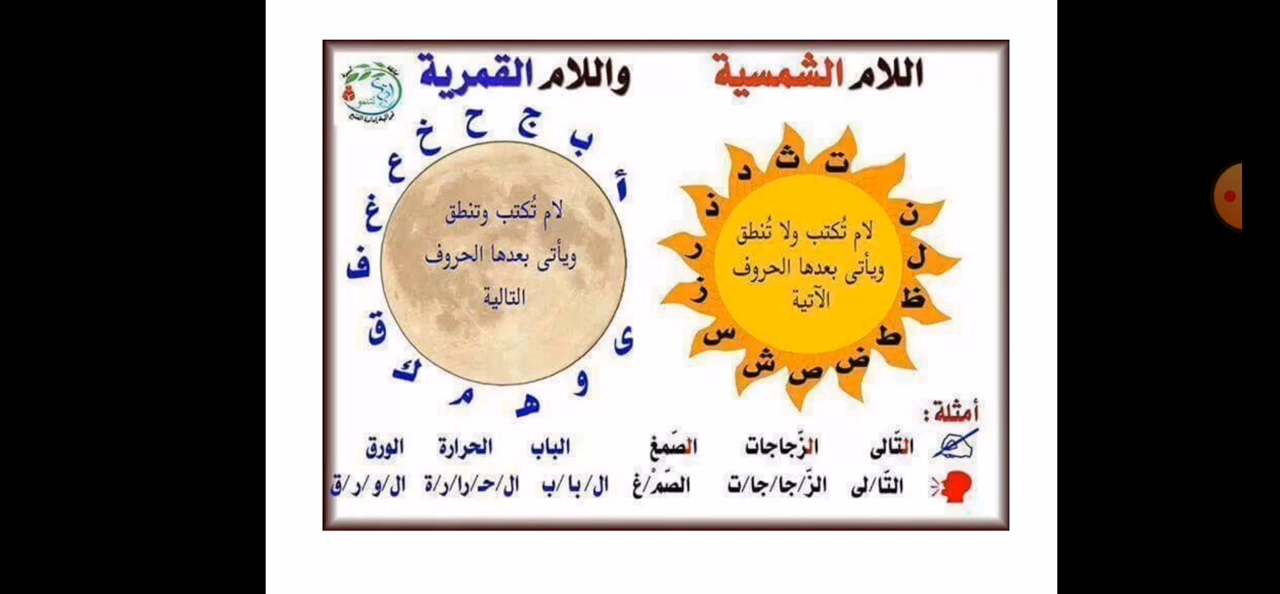 اللام الشمسية واللام القمرية
ت
ث
د
ذ
ر
ز
س
ش
ص
ض
ط
ظ
ل
ن
لام تُكتب ولا تُنطق
ويأتى بعدها الحروف
الآتية
أ
ب
ج
ح
خ
ع
غ
ف
ق
ك
م
هـ
و
ى
لام تُكتب وتنطق
ويأتى بعدها الحروف
التالية
أمثلة :
التّالى الزّجاجات الصّمغ الباب الحرارة الورق
التّا/لى الزّ/جا/جا/ت الصّمْ/غ ال/با/ب ال/حـ/را/ر/ة ال/و/ر/ق